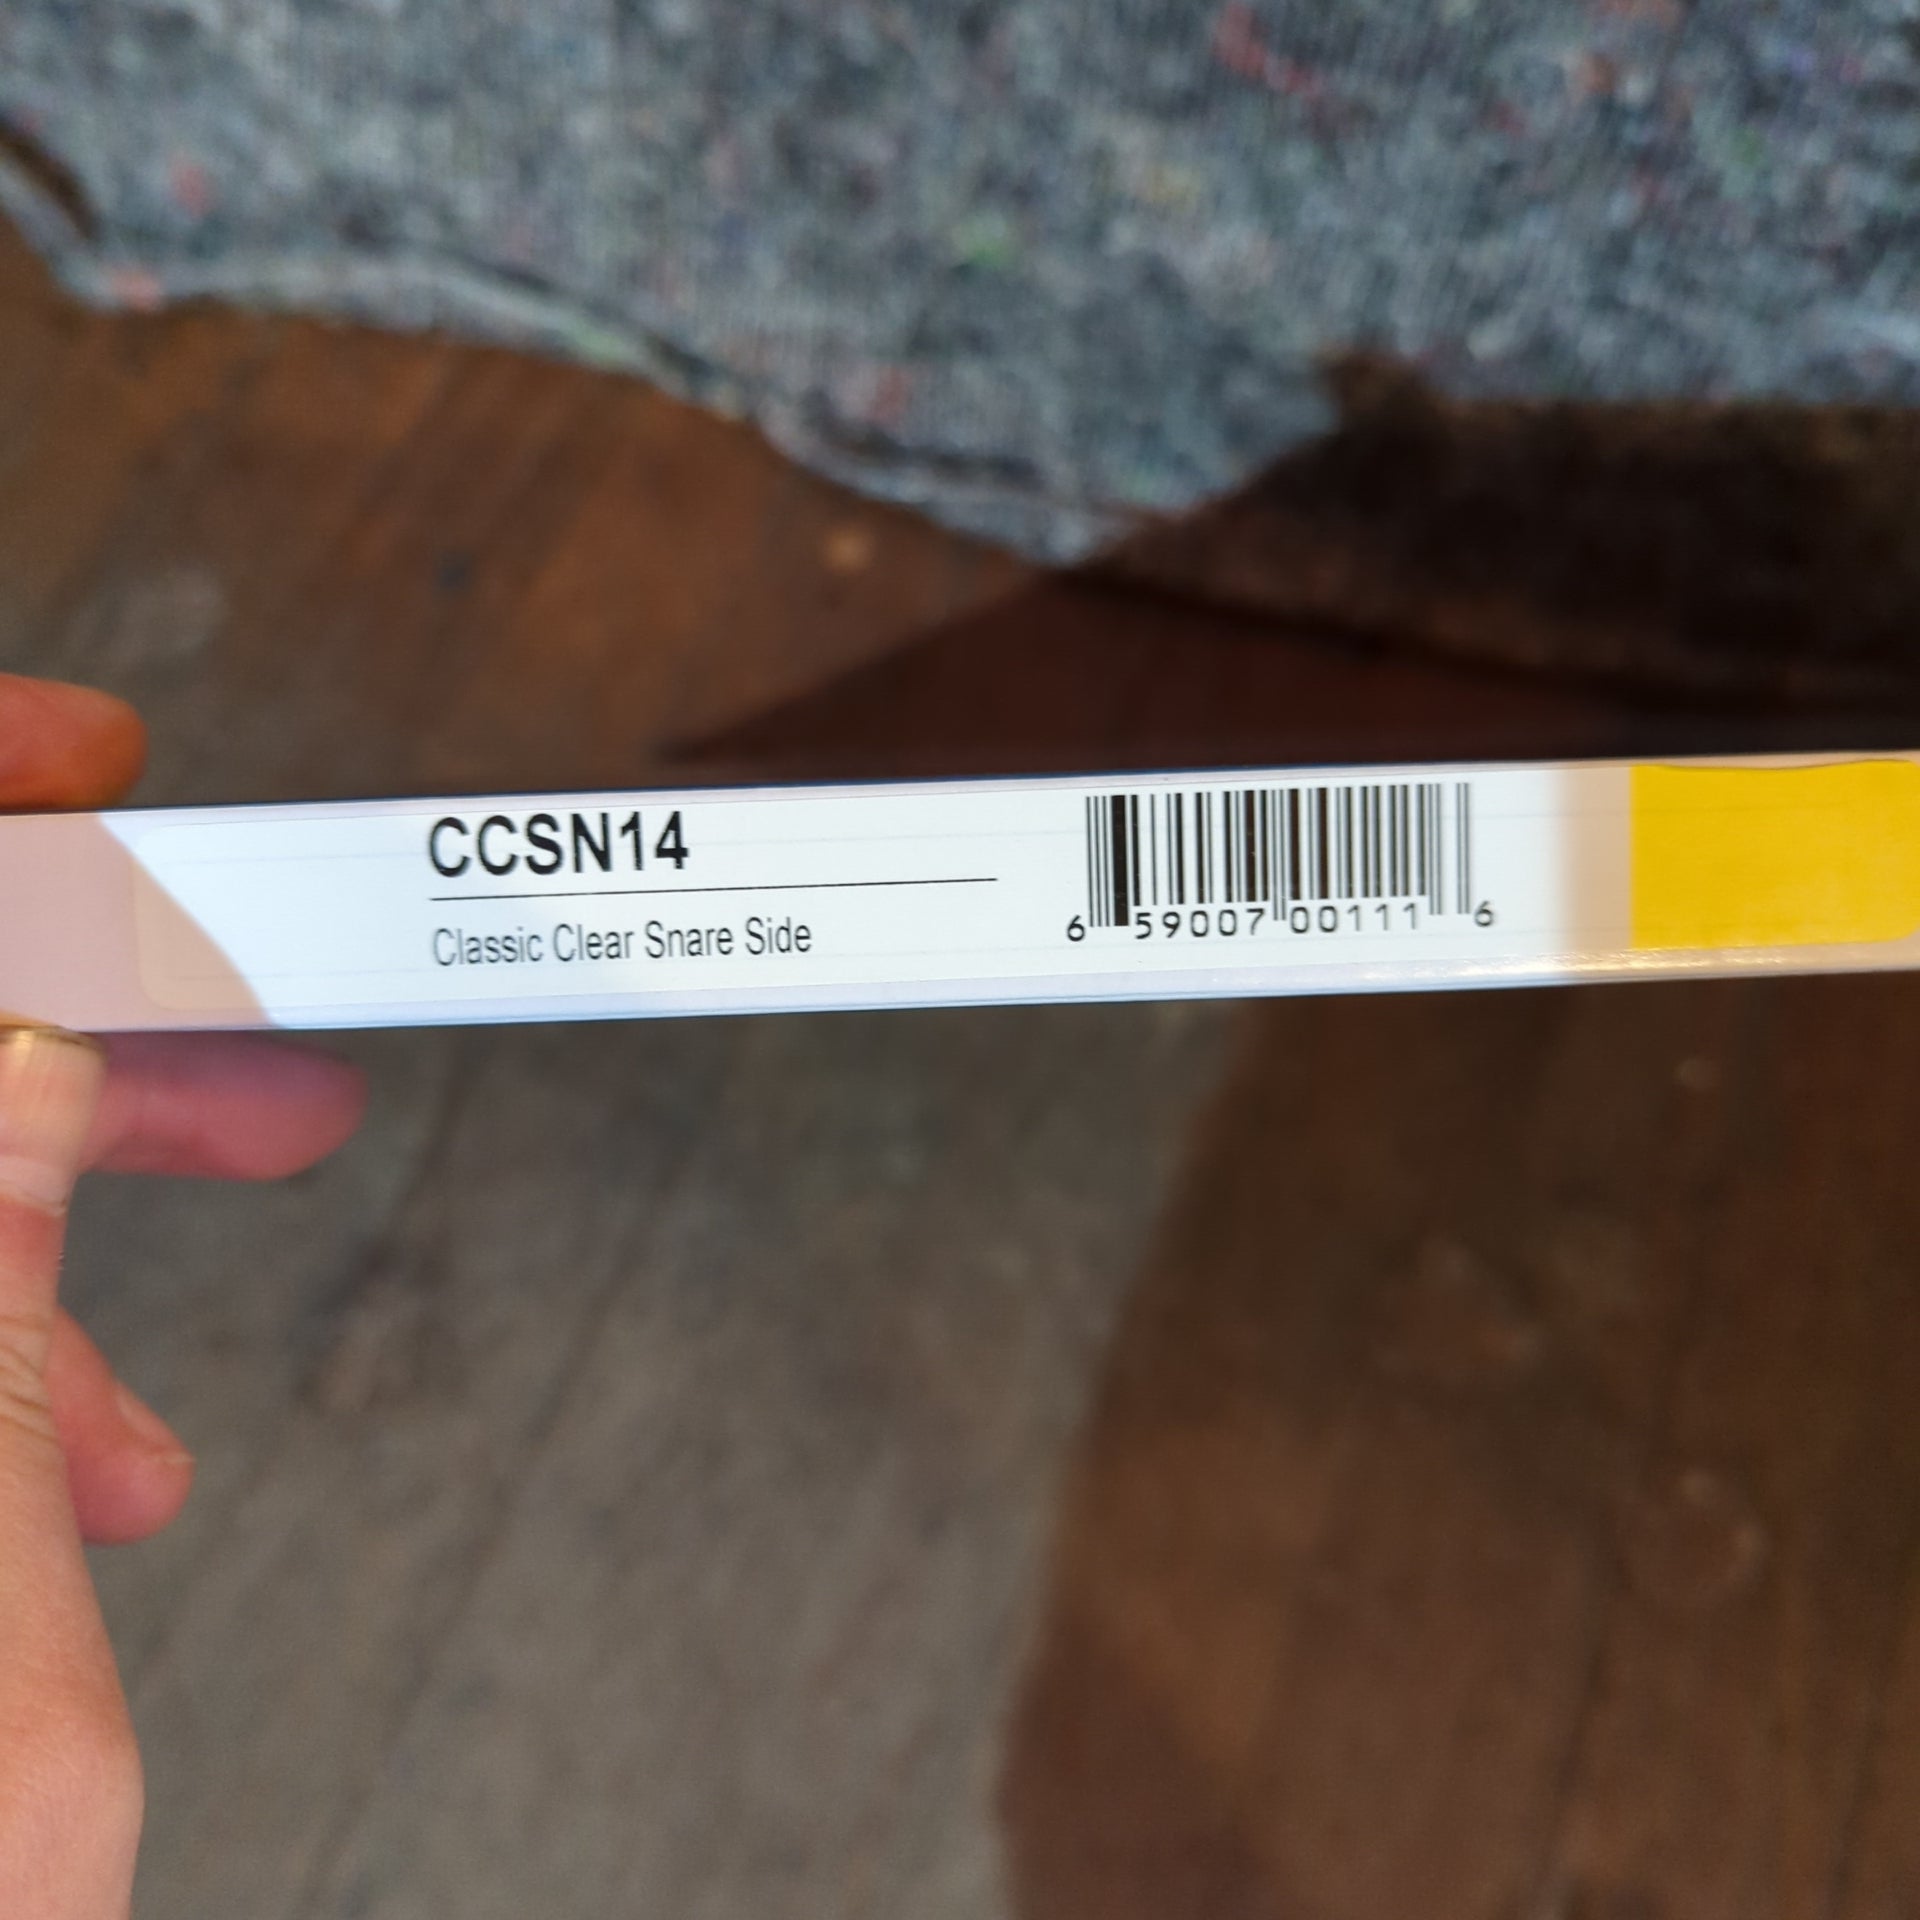 CCSN14
Classic Clear Snare Side
6 59007 00111 6